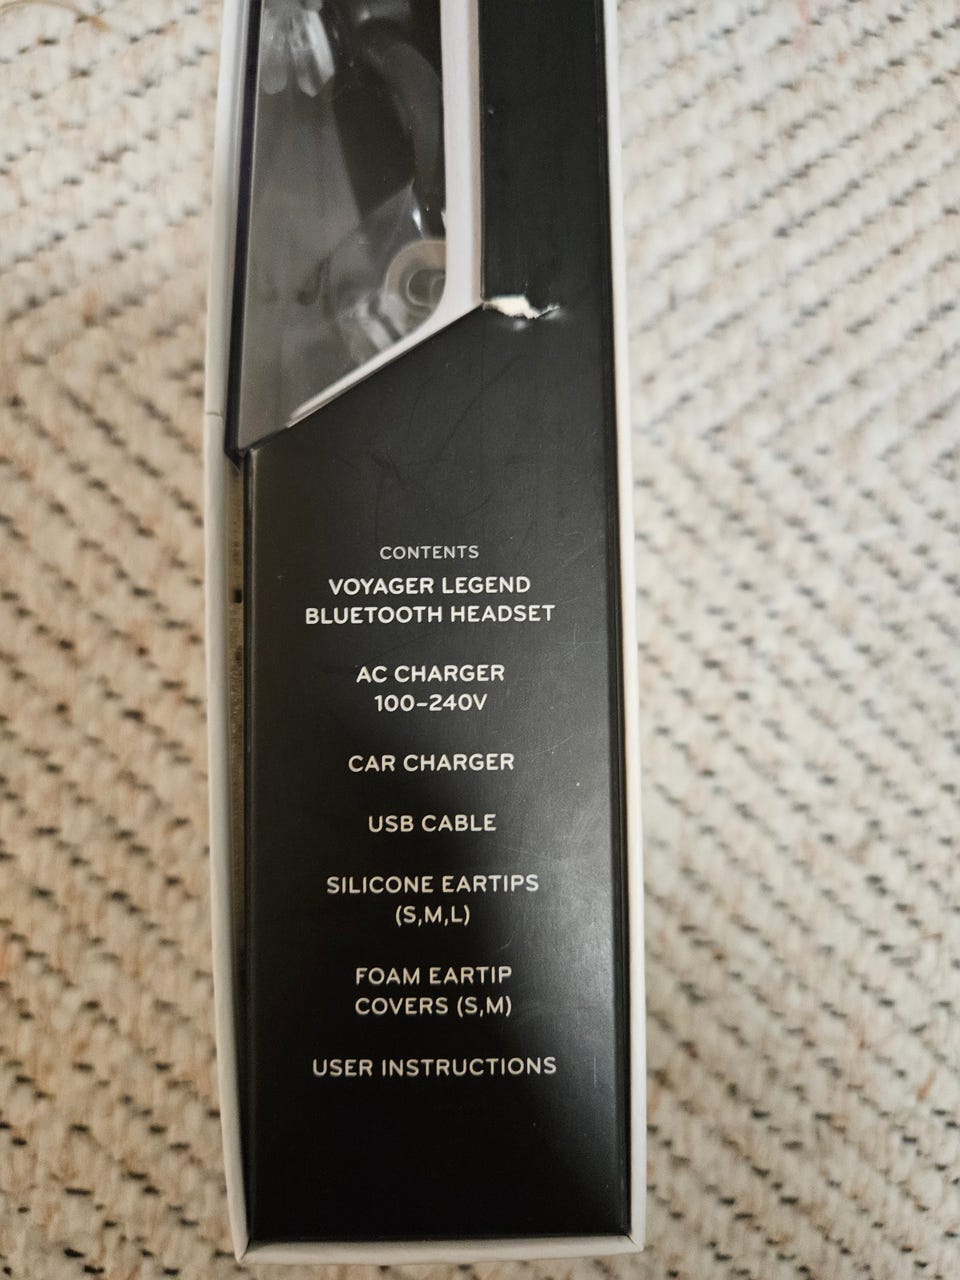 CONTENTS
VOYAGER LEGEND
BLUETOOTH HEADSET
AC CHARGER
100–240V
CAR CHARGER
USB CABLE
SILICONE EARTIPS
(S,M,L)
FOAM EARTIP
COVERS (S,M)
USER INSTRUCTIONS